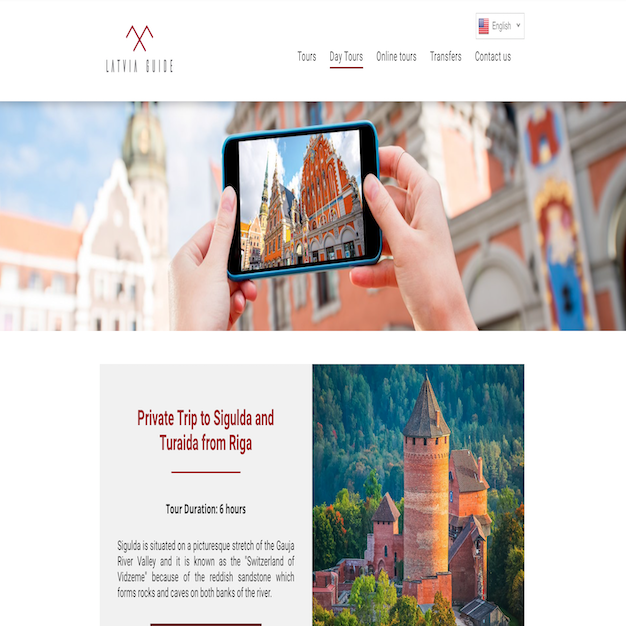 English
LATVIA GUIDE
Tours Day Tours Online tours Transfers Contact us
Private Trip to Sigulda and
Turaida from Riga
Tour Duration: 6 hours
Sigulda is situated on a picturesque stretch of the Gauja
River Valley and it is known as the "Switzerland of
Vidzeme" because of the reddish sandstone which
forms rocks and caves on both banks of the river.